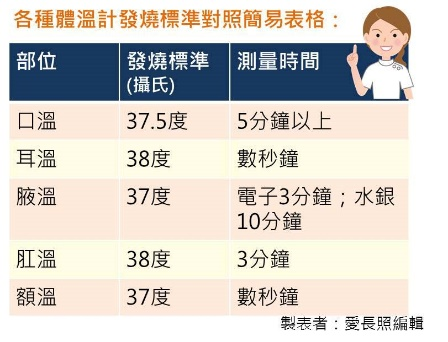 各種體溫計發燒標準對照簡易表格：
部位 發燒標準 測量時間
(攝氏)
口溫 37.5度 5分鐘以上
耳溫 38度 數秒鐘
腋溫 37度 電子3分鐘；水銀
10分鐘
肛溫 38度 3分鐘
額溫 37度 數秒鐘
製表者：愛長照編輯